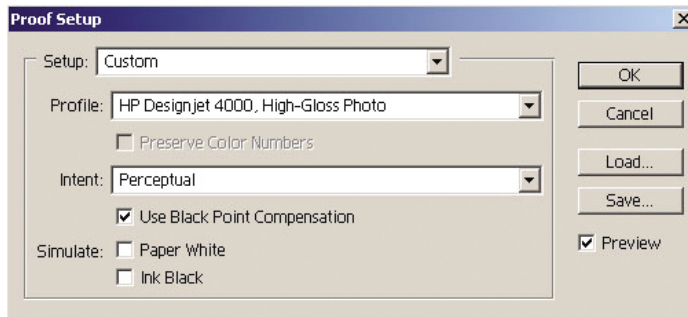 Proof Setup
Setup: Custom
OK
Profile: HP Designjet 4000, High-Gloss Photo
Cancel
Preserve Color Numbers
Load...
Intent: Perceptual
Save...
Use Black Point Compensation
Preview
Simulate: Paper White
Ink Black